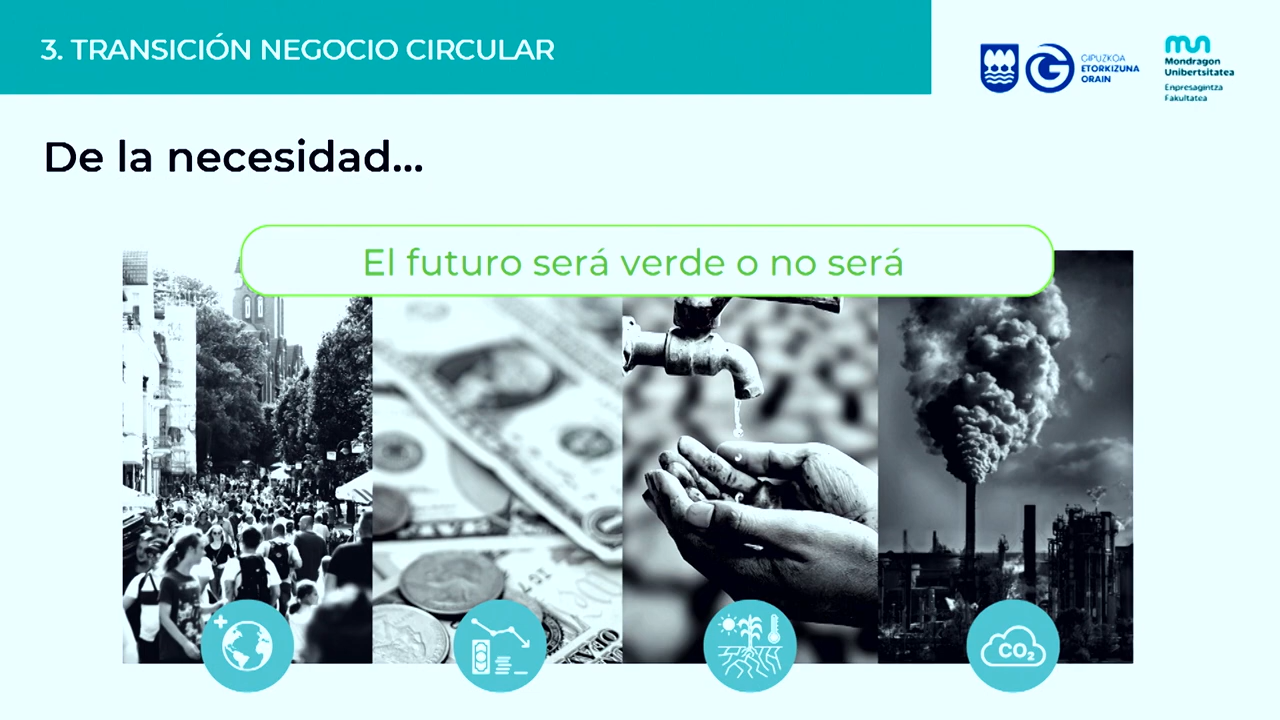 3. TRANSICIÓN NEGOCIO CIRCULAR
GIPUZKOA
ETORKIZUNA
ORAIN
Mondragon
Unibertsitatea
Enpresagintza
Fakultatea
De la necesidad...
El futuro será verde o no será
CO₂